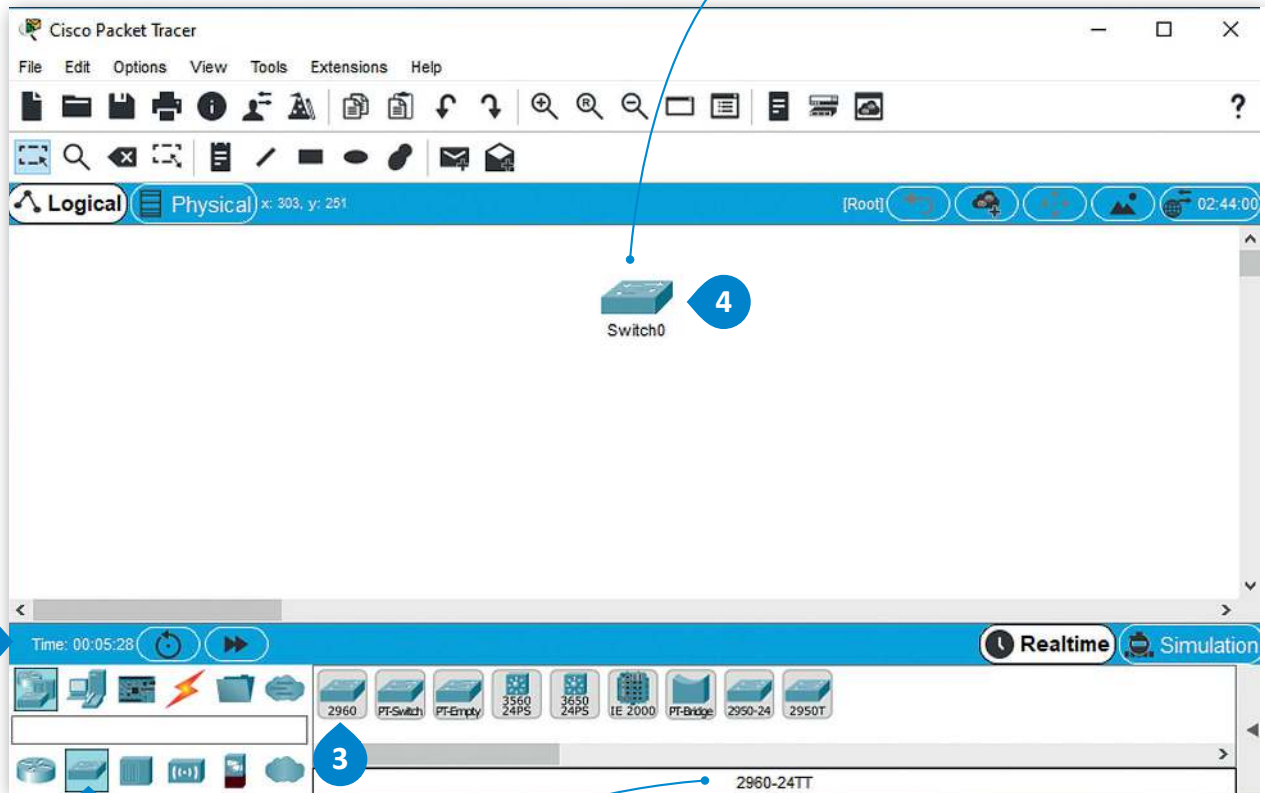 Cisco Packet Tracer
File Edit Options View Tools Extensions Help
?
Logical Physical x: 303, y: 251 [Root] 02:44:00
4
Switch0
Time: 00:05:28 Realtime Simulation
2960 PT-Switch PT-Empty 3560 24PS 3650 24PS IE 2000 PT-Bridge 2950-24 2950T
3
2960-24TT